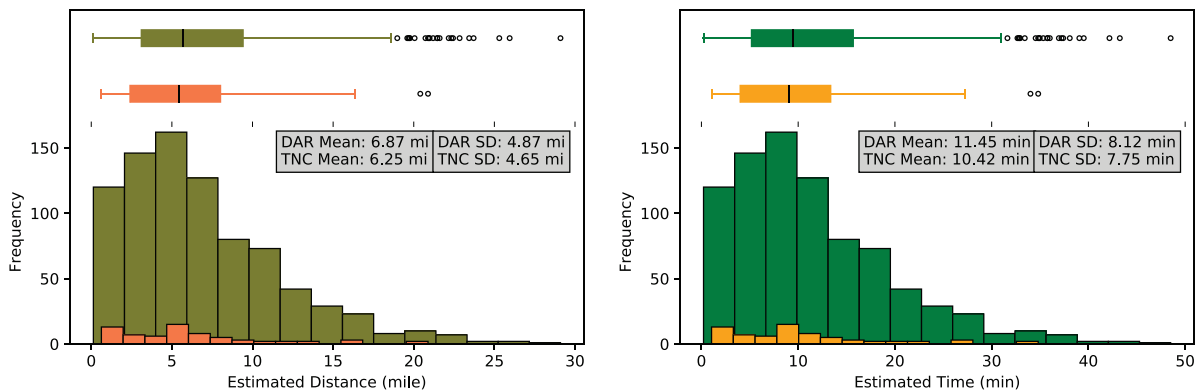 DAR Mean: 6.87 mi DAR SD: 4.87 mi
TNC Mean: 6.25 mi TNC SD: 4.65 mi
150
100
50
0
Frequency
0 5 10 15 20 25 30
Estimated Distance (mile)
DAR Mean: 11.45 min DAR SD: 8.12 min
TNC Mean: 10.42 min TNC SD: 7.75 min
150
100
50
0
Frequency
0 10 20 30 40 50
Estimated Time (min)